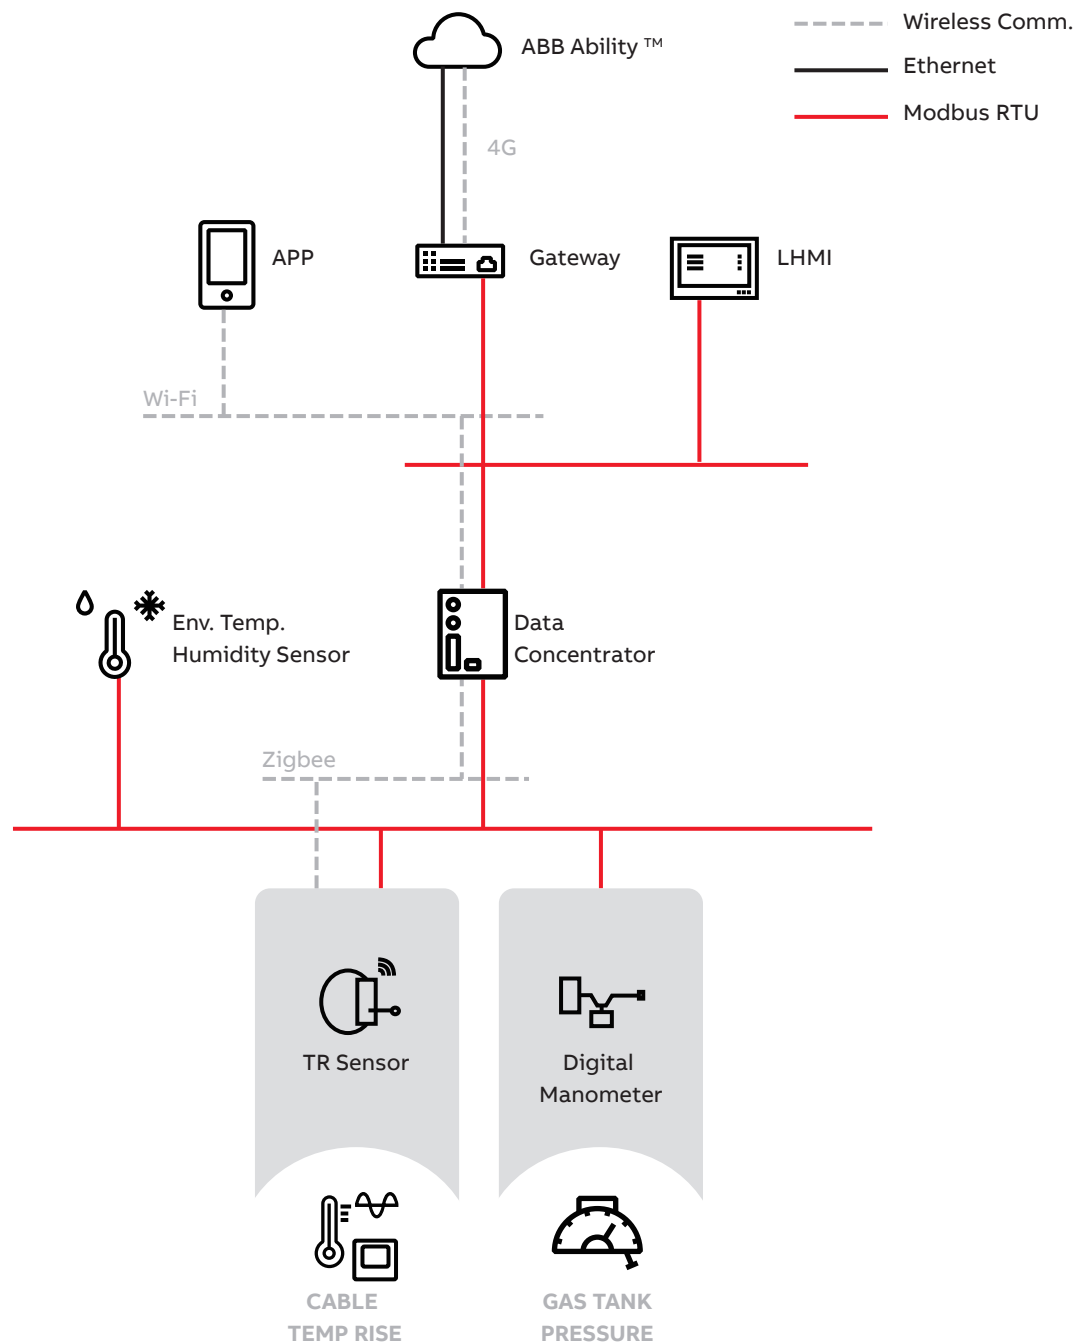 ABB Ability ™
Wireless Comm.
Ethernet
Modbus RTU
4G
APP
Gateway
LHMI
Wi-Fi
Env. Temp.
Humidity Sensor
Data
Concentrator
Zigbee
TR Sensor
Digital
Manometer
CABLE
TEMP RISE
GAS TANK
PRESSURE